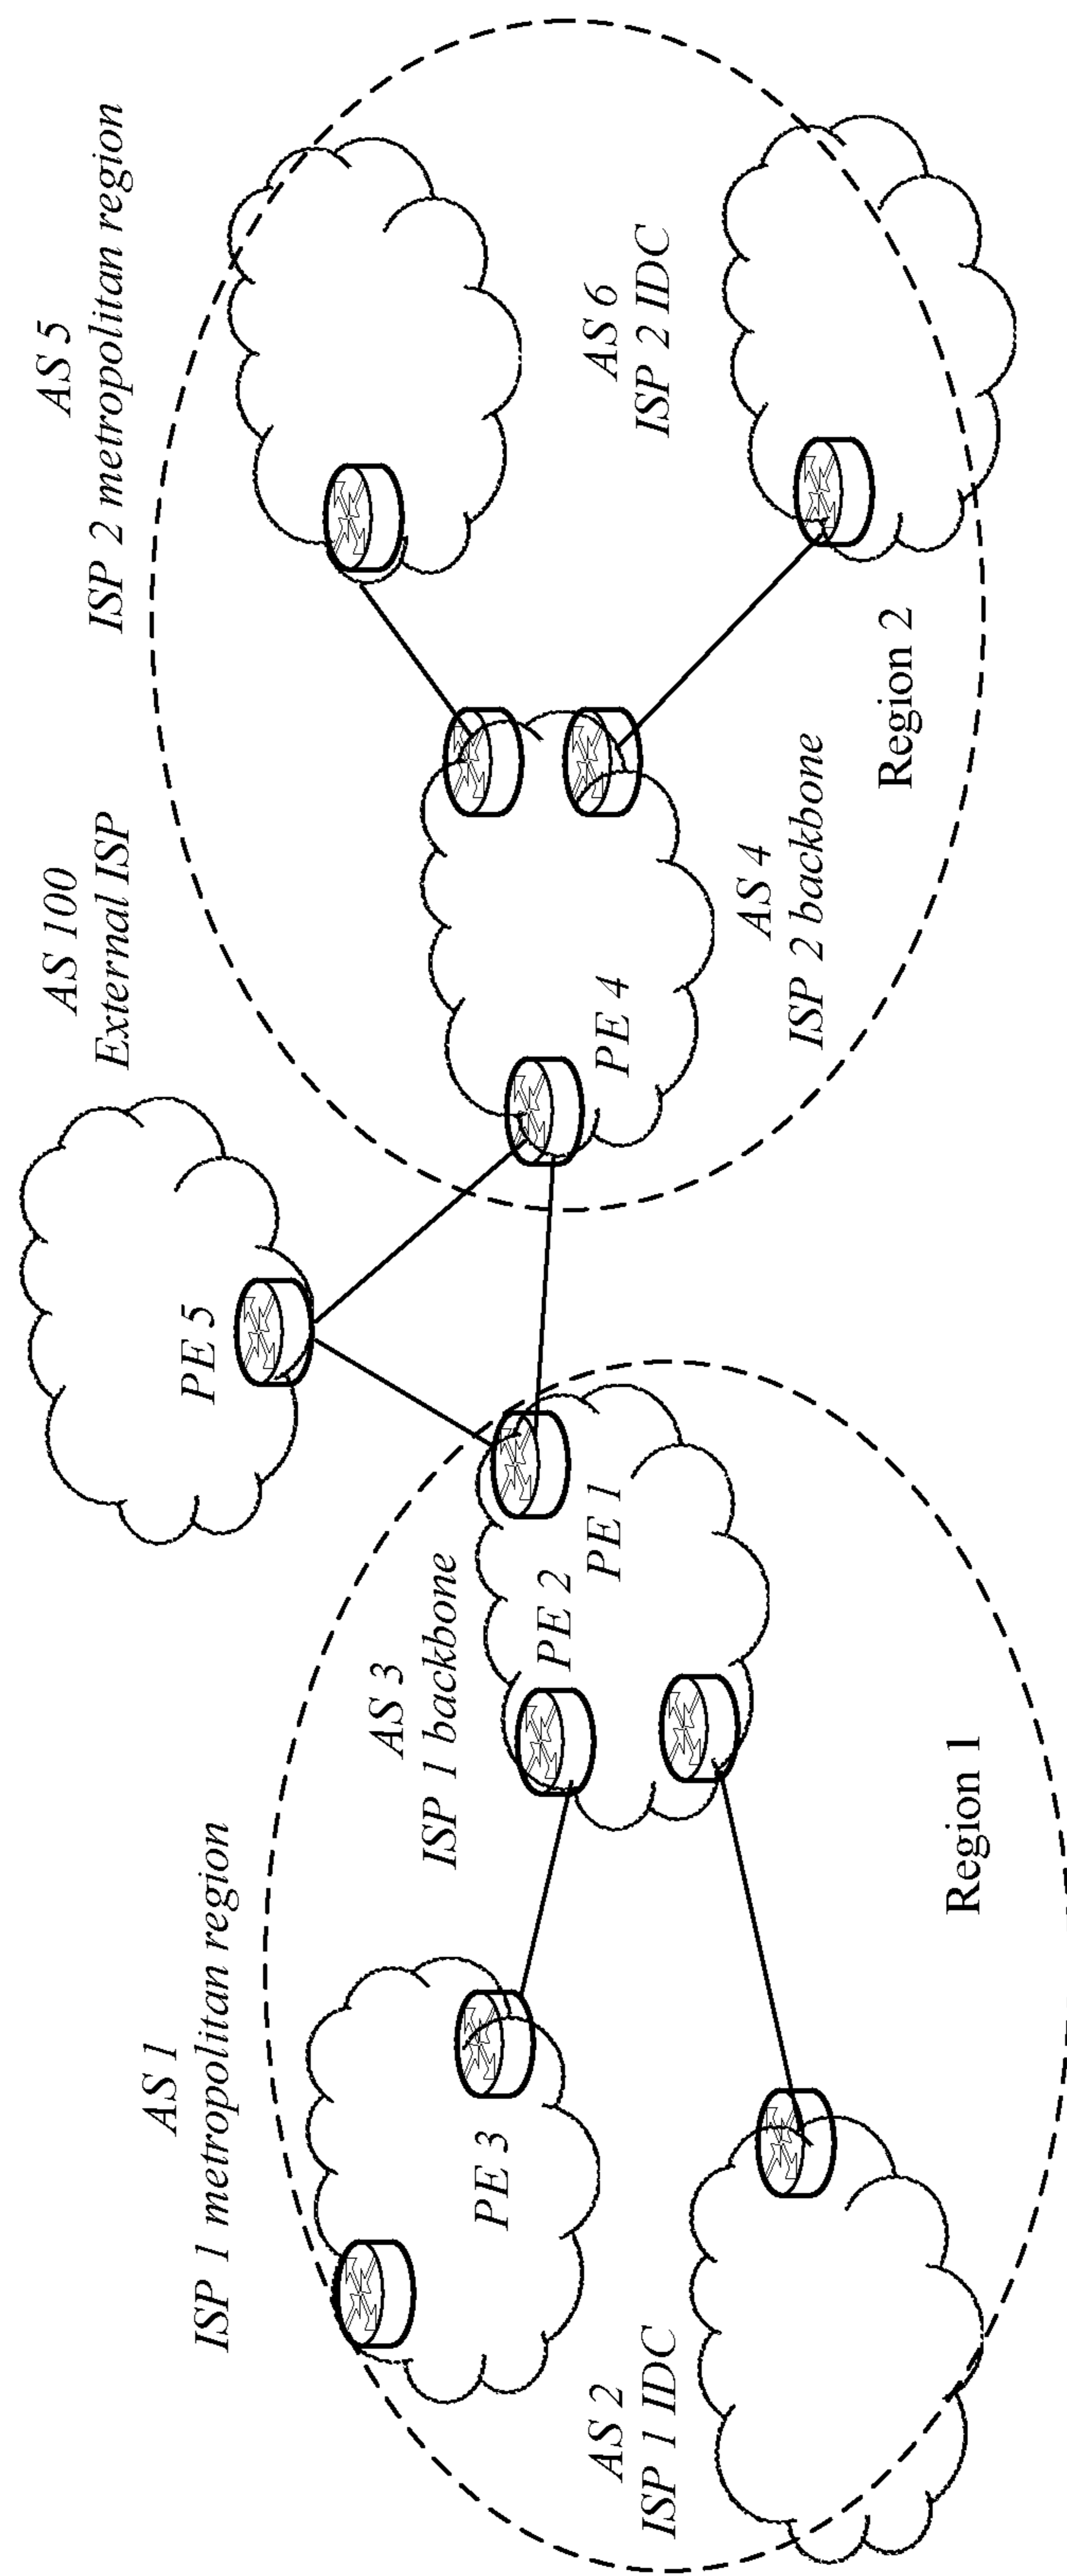 AS 100
External ISP
AS 5
ISP 2 metropolitan region
AS 1
ISP 1 metropolitan region
PE 5
AS 3
ISP 1 backbone
PE 3
PE 2
PE 1
PE 4
AS 6
ISP 2 IDC
AS 2
ISP 1 IDC
AS 4
ISP 2 backbone
Region 1
Region 2